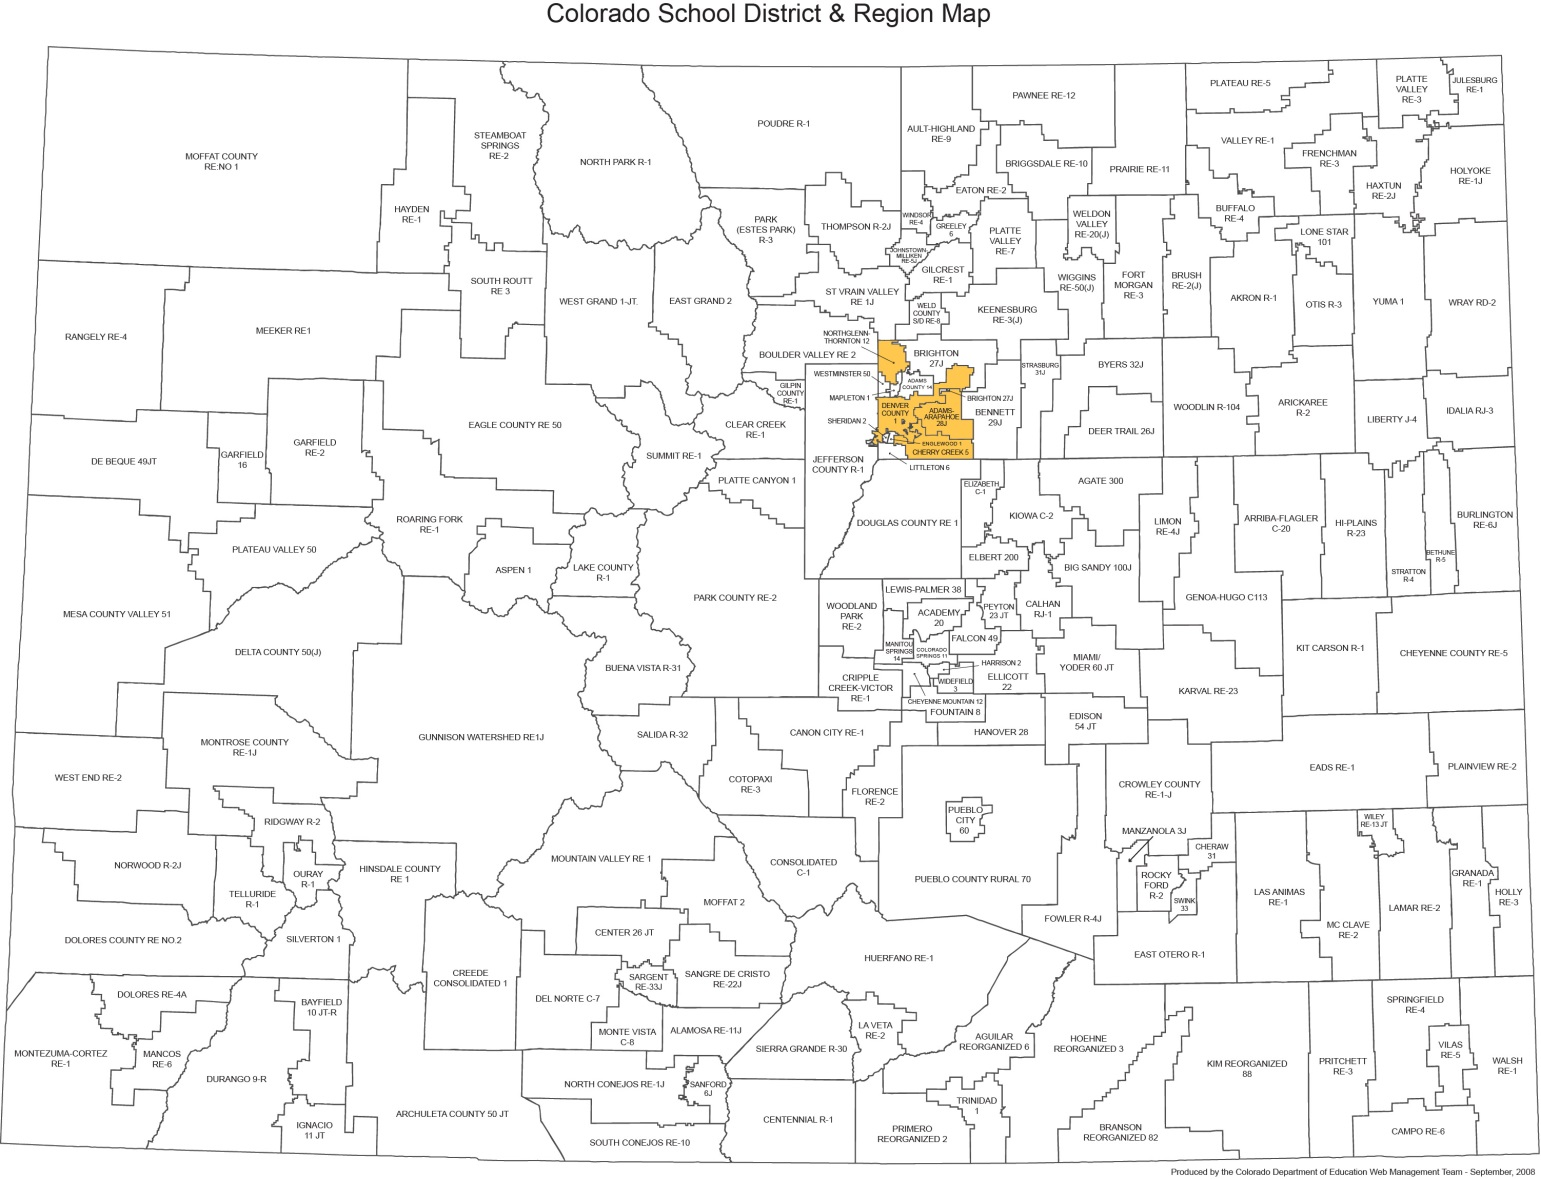 Colorado School District & Region Map
MOFFAT COUNTY
RE:NO 1
HAYDEN
RE-1
STEAMBOAT
SPRINGS
RE-2
NORTH PARK R-1
POUDRE R-1
AULT-HIGHLAND
RE-9
PAWNEE RE-12
BRIGGSDALE RE-10
PRAIRIE RE-11
PLATEAU RE-5
VALLEY RE-1
FRENCHMAN
RE-3
PLATTE
VALLEY
RE-3
JULESBURG
RE-1
HAXTUN
RE-2J
HOLYOKE
RE-1J
EATON RE-2
BUFFALO
RE-4
LONE STAR
101
PARK
(ESTES PARK)
R-3
THOMPSON R-2J
WINDSOR
RE-4
GREELEY
6
PLATTE
VALLEY
RE-7
WELDON
VALLEY
RE-20(J)
JOHNSTOWN-
MILLIKEN
RE-5J
GILCREST
RE-1
WIGGINS
RE-50(J)
FORT
MORGAN
RE-3
BRUSH
RE-2(J)
AKRON R-1
OTIS R-3
YUMA 1
WRAY RD-2
RANGELY RE-4
MEEKER RE1
SOUTH ROUTT
RE 3
WEST GRAND 1-JT.
EAST GRAND 2
ST VRAIN VALLEY
RE 1J
WELD
COUNTY
S/D RE-8
KEENESBURG
RE-3(J)
NORTHGLENN-
THORNTON 12
BOULDER VALLEY RE 2
BRIGHTON
27J
STRASBURG
31J
BYERS 32J
WESTMINSTER 50
ADAMS
COUNTY 14
GILPIN
COUNTY
RE-1
MAPLETON 1
BRIGHTON 27J
DENVER
COUNTY
1
ADAMS-
ARAPAHOE
28J
BENNETT
29J
WOODLIN R-104
ARICKAREE
R-2
LIBERTY J-4
IDALIA RJ-3
SHERIDAN 2
ENGLEWOOD 1
CHERRY CREEK 5
DEER TRAIL 26J
CLEAR CREEK
RE-1
EAGLE COUNTY RE 50
SUMMIT RE-1
DE BEQUE 49JT
GARFIELD
16
GARFIELD
RE-2
JEFFERSON
COUNTY R-1
LITTLETON 6
PLATTE CANYON 1
ELIZABETH
C-1
AGATE 300
KIOWA C-2
DOUGLAS COUNTY RE 1
LIMON
RE-4J
ARRIBA-FLAGLER
C-20
HI-PLAINS
R-23
BURLINGTON
RE-6J
STRATTON
R-4
BETHUNE
R-5
ROARING FORK
RE-1
PLATEAU VALLEY 50
ASPEN 1
LAKE COUNTY
R-1
ELBERT 200
BIG SANDY 100J
PARK COUNTY RE-2
LEWIS-PALMER 38
GENOA-HUGO C113
MESA COUNTY VALLEY 51
WOODLAND
PARK
RE-2
ACADEMY
20
PEYTON
23 JT
CALHAN
RJ-1
FALCON 49
MANITOU
SPRINGS
14
COLORADO
SPRINGS 11
DELTA COUNTY 50(J)
BUENA VISTA R-31
HARRISON 2
MIAMI/
YODER 60 JT
KIT CARSON R-1
CHEYENNE COUNTY RE-5
CRIPPLE
CREEK-VICTOR
RE-1
WIDEFIELD
3
ELLICOTT
22
KARVAL RE-23
CHEYENNE MOUNTAIN 12
FOUNTAIN 8
EDISON
54 JT
HANOVER 28
MONTROSE COUNTY
RE-1J
GUNNISON WATERSHED RE1J
SALIDA R-32
CANON CITY RE-1
COTOPAXI
RE-3
FLORENCE
RE-2
WEST END RE-2
EADS RE-1
PLAINVIEW RE-2
CROWLEY COUNTY
RE-1-J
PUEBLO
CITY
60
RIDGWAY R-2
MANZANOLA 3J
WILEY
RE-13 JT
CHERAW
31
NORWOOD R-2J
OURAY
R-1
HINSDALE COUNTY
RE 1
MOUNTAIN VALLEY RE 1
CONSOLIDATED
C-1
PUEBLO COUNTY RURAL 70
ROCKY
FORD
R-2
SWINK
33
TELLURIDE
R-1
MOFFAT 2
FOWLER R-4J
LAS ANIMAS
RE-1
MC CLAVE
RE-2
LAMAR RE-2
GRANADA
RE-1
HOLLY
RE-3
DOLORES COUNTY RE NO.2
SILVERTON 1
CENTER 26 JT
EAST OTERO R-1
HUERFANO RE-1
CREEDE
CONSOLIDATED 1
SARGENT
RE-33J
SANGRE DE CRISTO
RE-22J
DEL NORTE C-7
DOLORES RE-4A
BAYFIELD
10 JT-R
MONTE VISTA
C-8
ALAMOSA RE-11J
LA VETA
RE-2
SIERRA GRANDE R-30
AGUILAR
REORGANIZED 6
HOEHNE
REORGANIZED 3
SPRINGFIELD
RE-4
MONTEZUMA-CORTEZ
RE-1
MANCOS
RE-6
DURANGO 9-R
NORTH CONEJOS RE-1J
SANFORD
6J
KIM REORGANIZED
88
PRITCHETT
RE-3
VILAS
RE-5
WALSH
RE-1
ARCHULETA COUNTY 50 JT
IGNACIO
11 JT
SOUTH CONEJOS RE-10
CENTENNIAL R-1
PRIMERO
REORGANIZED 2
TRINIDAD
1
BRANSON
REORGANIZED 82
CAMPO RE-6
Produced by the Colorado Department of Education Web Management Team - September, 2008